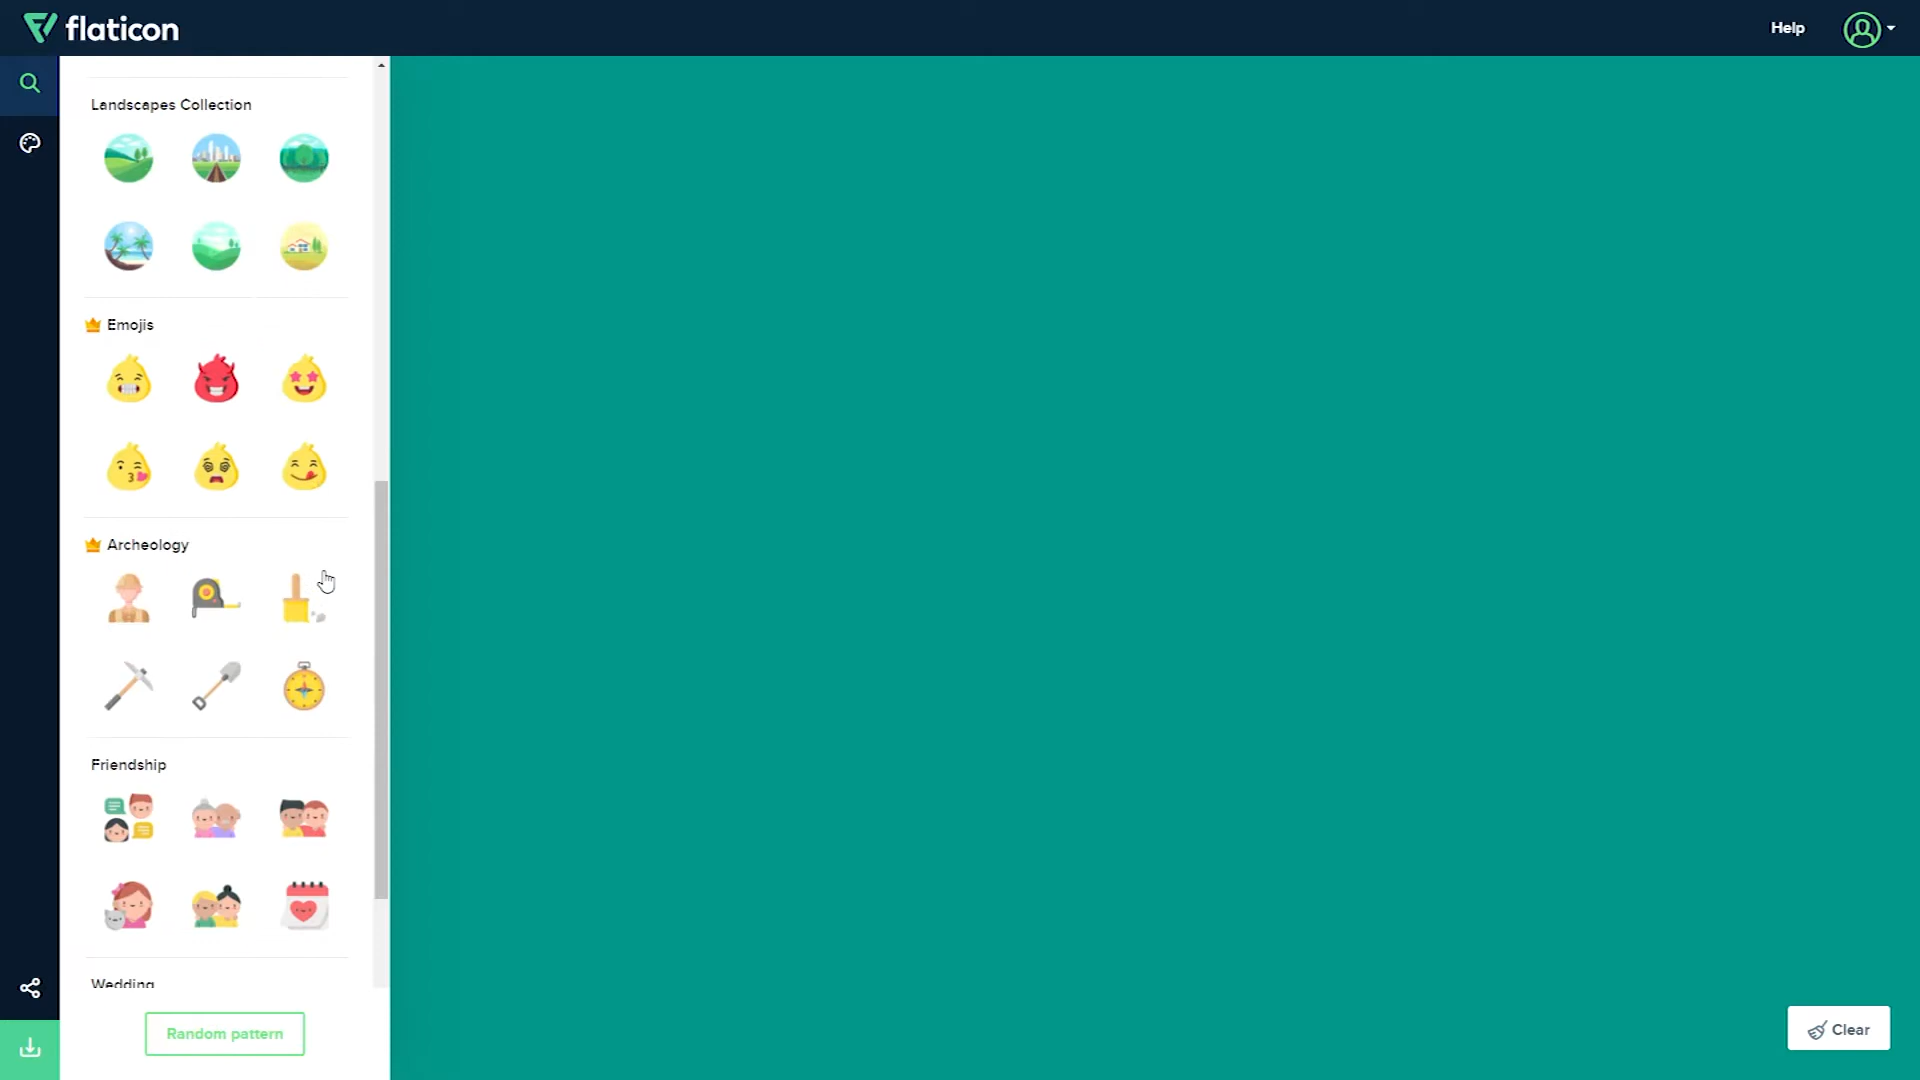 flaticon
Help
Landscapes Collection
Emojis
Archeology
Friendship
Wedding
Random pattern
Clear